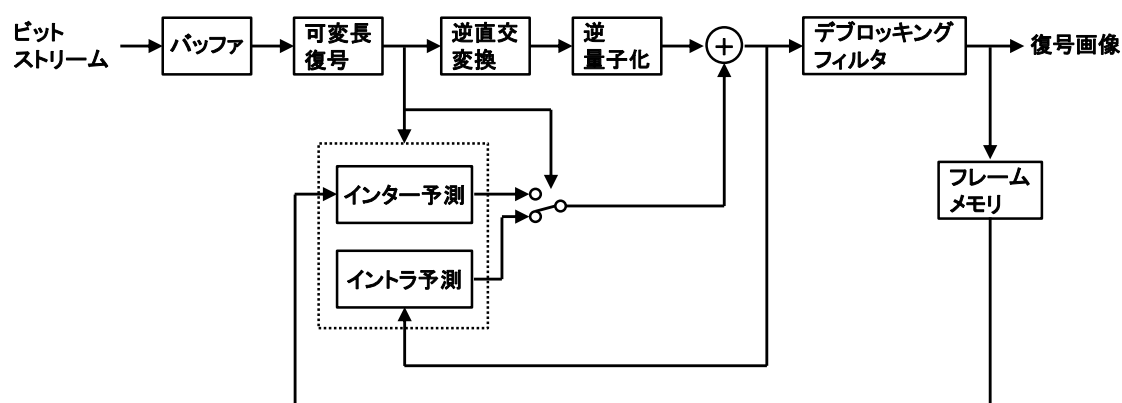 ビット
ストリーム
バッファ
可変長
復号
逆直交
変換
逆
量子化
+
デブロッキング
フィルタ
復号画像
フレーム
メモリ
インター予測
イントラ予測